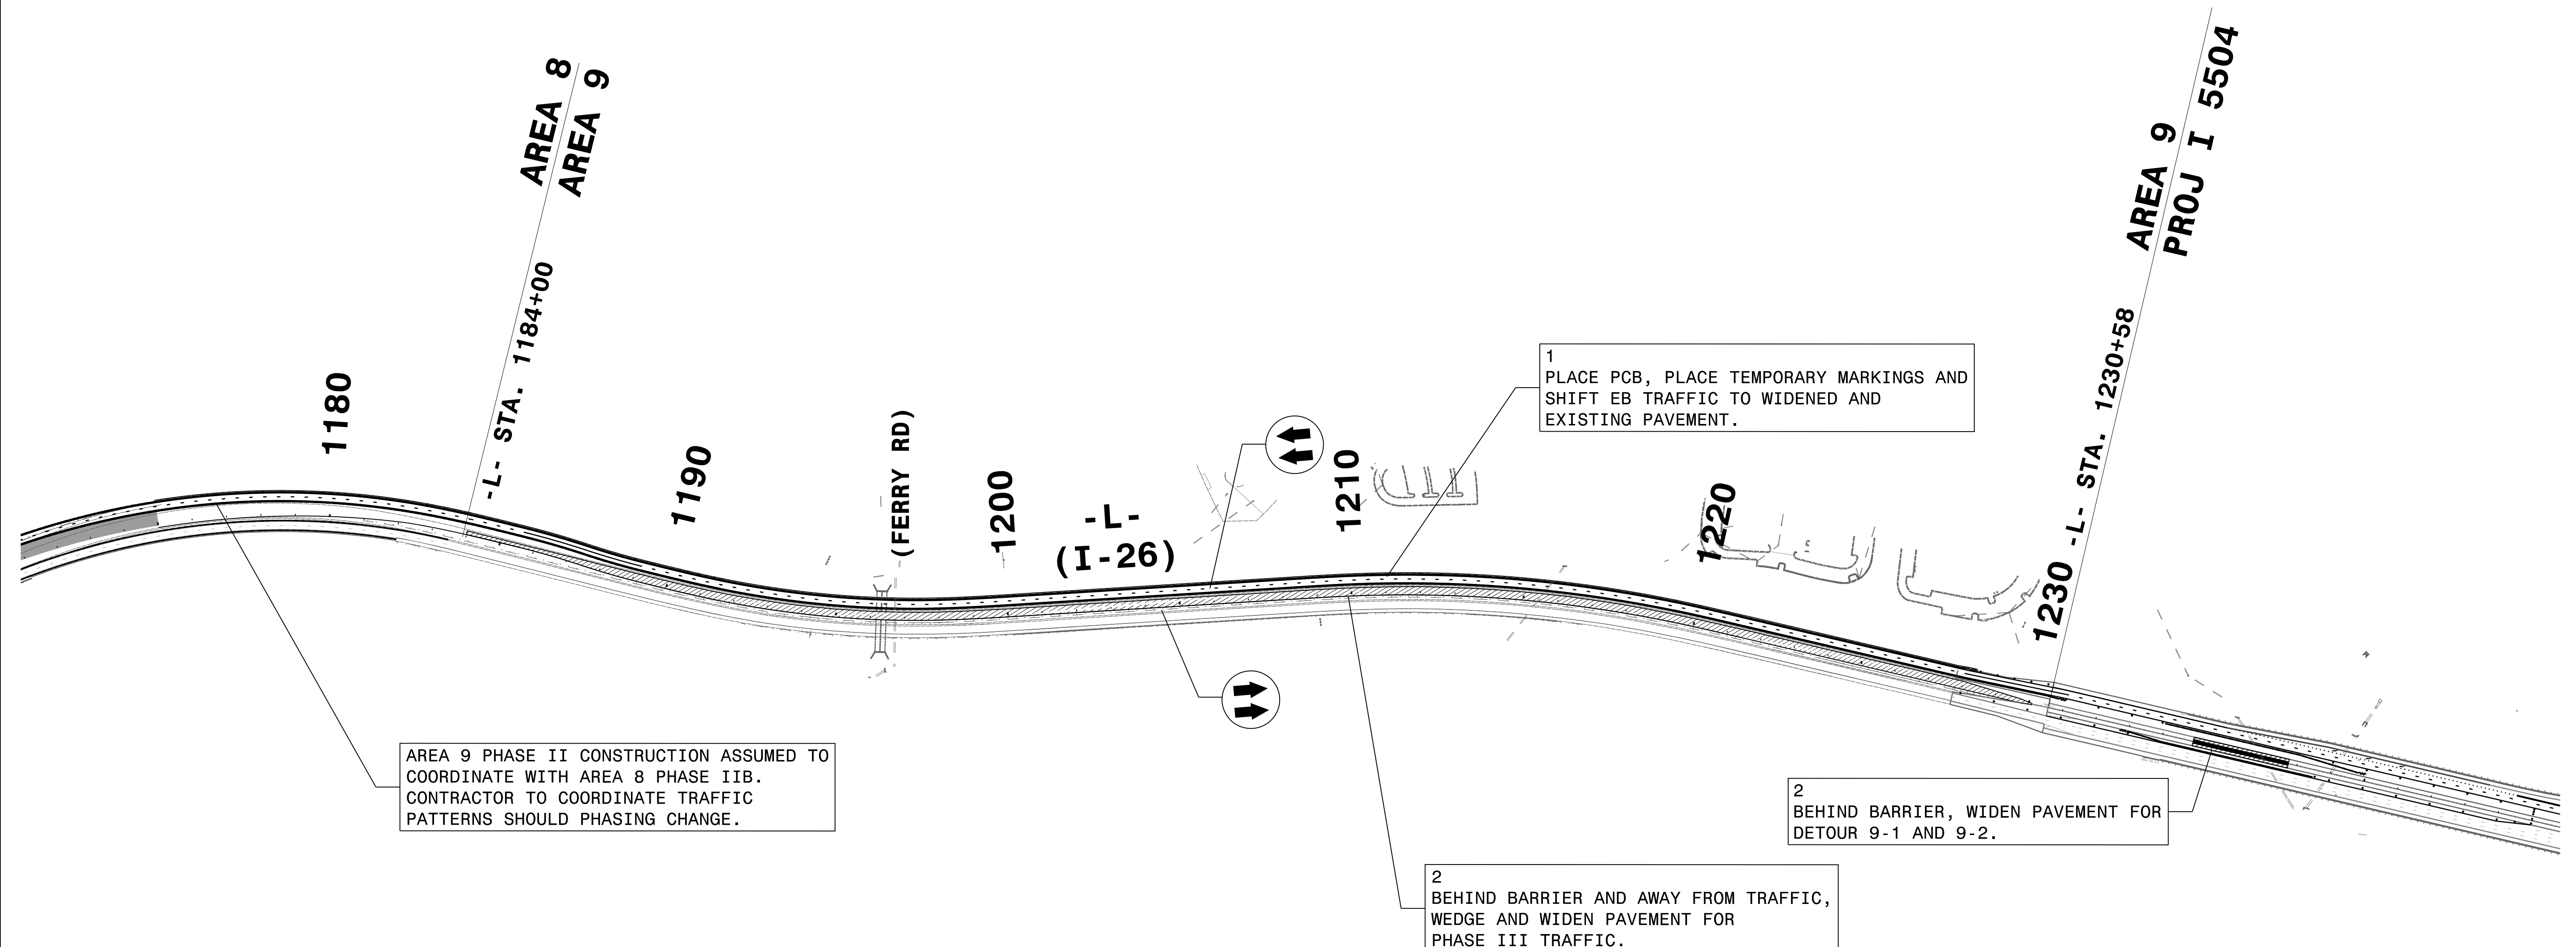 AREA 8
AREA 9
-L- STA. 1184+00
AREA 9
PROJ I 5504
-L- STA. 1230+58
1180
1190
(FERRY RD)
1200
-L-
(I-26)
1210
1220
1230
1
PLACE PCB, PLACE TEMPORARY MARKINGS AND
SHIFT EB TRAFFIC TO WIDENED AND
EXISTING PAVEMENT.
AREA 9 PHASE II CONSTRUCTION ASSUMED TO
COORDINATE WITH AREA 8 PHASE IIB.
CONTRACTOR TO COORDINATE TRAFFIC
PATTERNS SHOULD PHASING CHANGE.
2
BEHIND BARRIER, WIDEN PAVEMENT FOR
DETOUR 9-1 AND 9-2.
2
BEHIND BARRIER AND AWAY FROM TRAFFIC,
WEDGE AND WIDEN PAVEMENT FOR
PHASE III TRAFFIC.